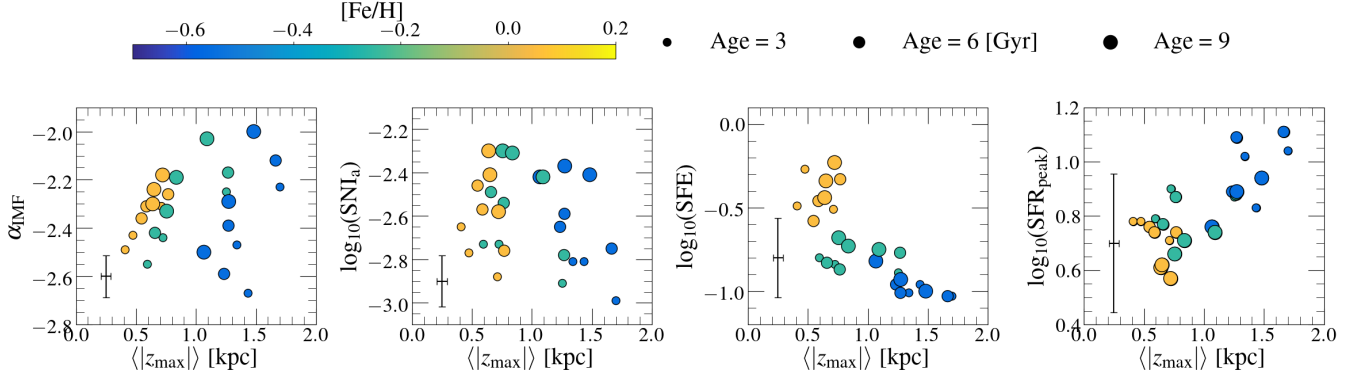 [Fe/H]
−0.6 −0.4 −0.2 0.0 0.2
Age = 3 Age = 6 [Gyr] Age = 9
α_IMF
−2.0
−2.2
−2.4
−2.6
−2.8
0.0 0.5 1.0 1.5 2.0
⟨|z_max|⟩ [kpc]
log₁₀(SNI_a)
−2.2
−2.4
−2.6
−2.8
−3.0
0.0 0.5 1.0 1.5 2.0
⟨|z_max|⟩ [kpc]
log₁₀(SFE)
0.0
−0.5
−1.0
0.0 0.5 1.0 1.5 2.0
⟨|z_max|⟩ [kpc]
log₁₀(SFR_peak)
1.2
1.0
0.8
0.6
0.4
0.0 0.5 1.0 1.5 2.0
⟨|z_max|⟩ [kpc]